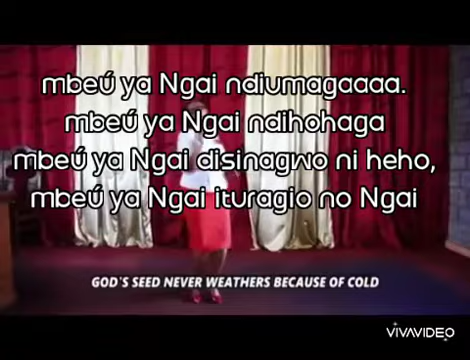 mbeú ya Ngai ndiumagaaaa.
mbeú ya Ngai ndihohaga
mbeú ya Ngai disinagwo ni heho,
mbeú ya Ngai ituragio no Ngai
GOD'S SEED NEVER WEATHERS BECAUSE OF COLD
VIVAVIDEO